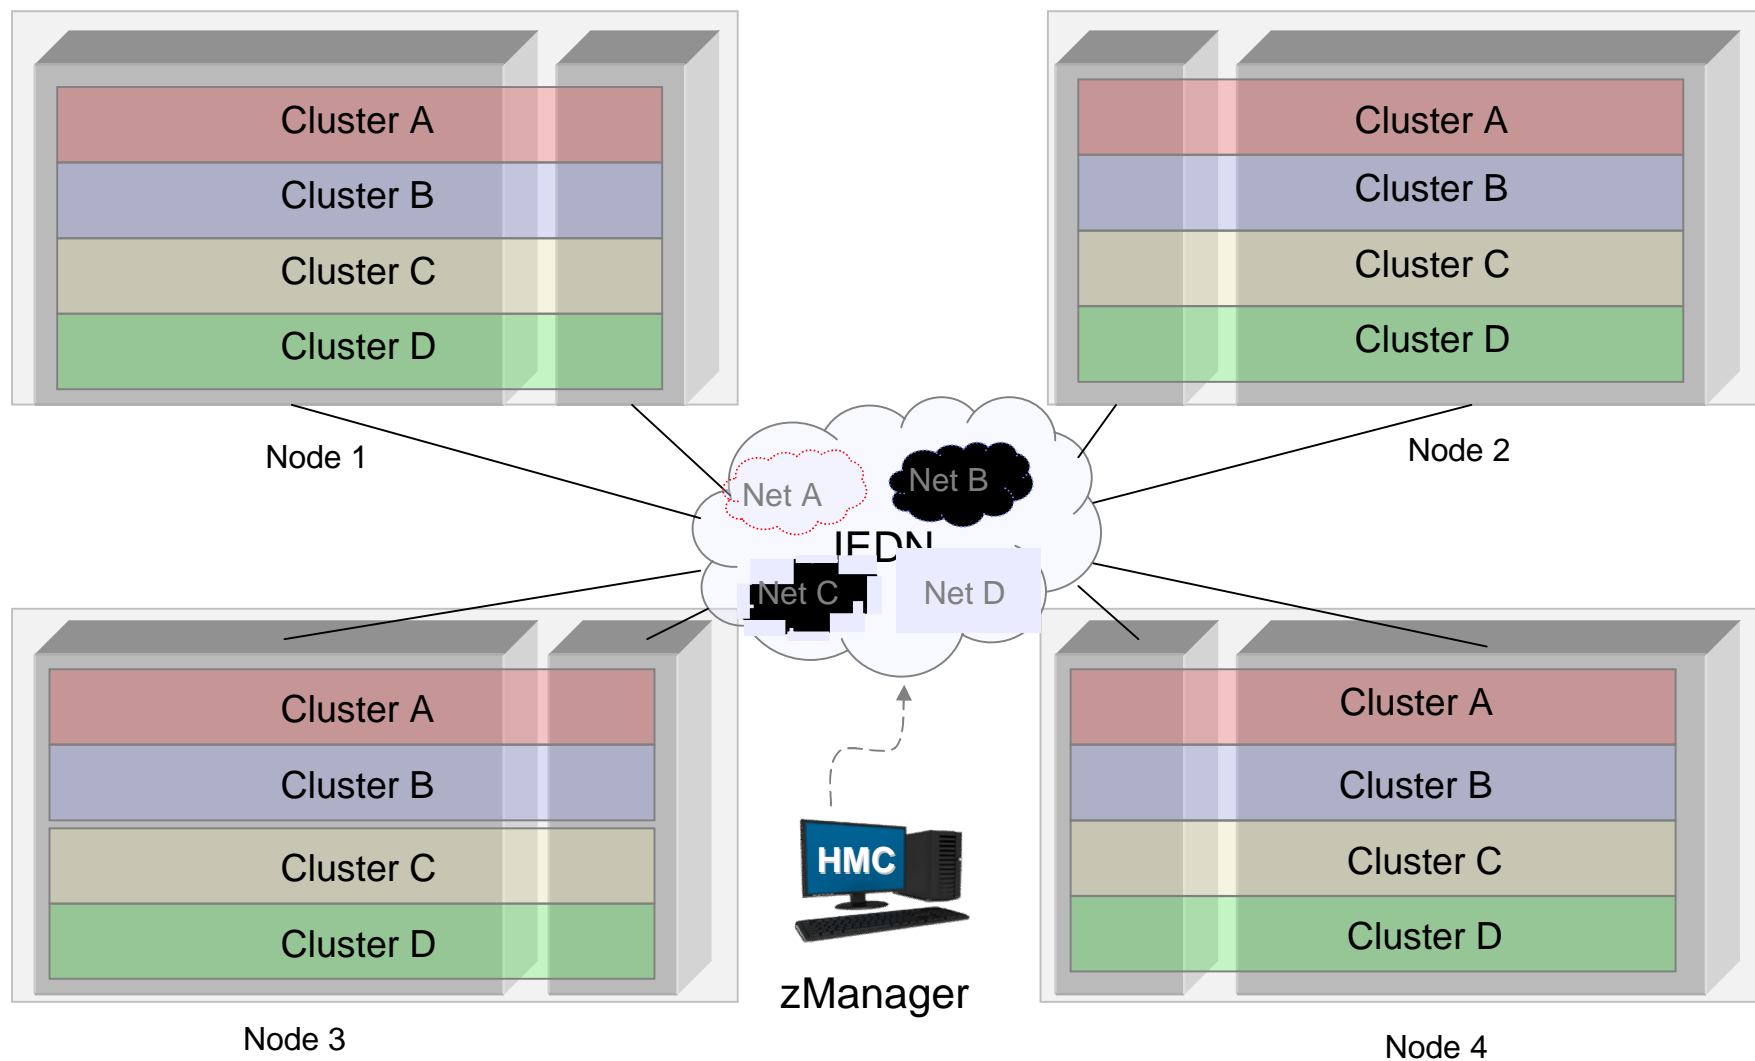 Cluster A
Cluster B
Cluster C
Cluster D
Node 1
Cluster A
Cluster B
Cluster C
Cluster D
Node 2
Net A
Net B
IEDN
Net C
Net D
Cluster A
Cluster B
Cluster C
Cluster D
Node 3
HMC
zManager
Cluster A
Cluster B
Cluster C
Cluster D
Node 4